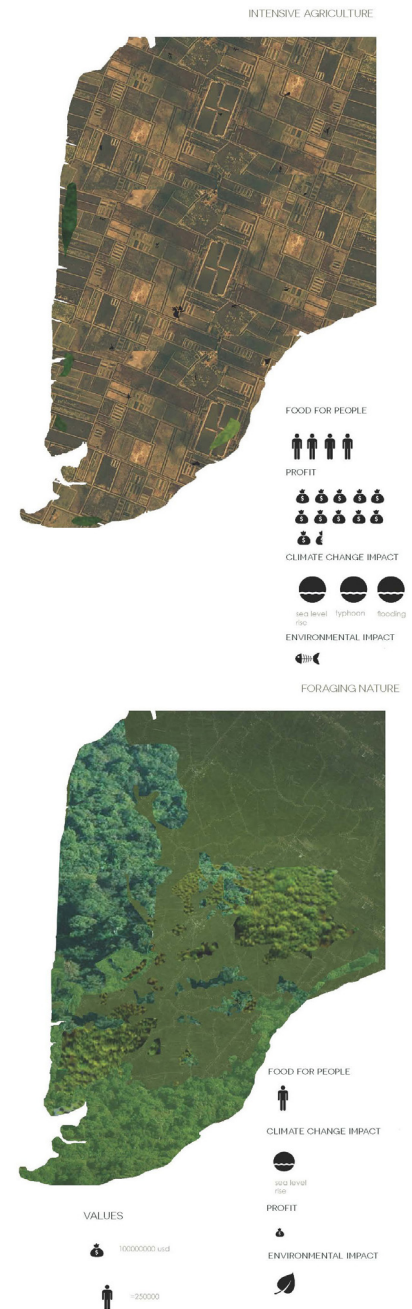 INTENSIVE AGRICULTURE
FOOD FOR PEOPLE
PROFIT
CLIMATE CHANGE IMPACT
sea level typhoon flooding
rise
ENVIRONMENTAL IMPACT
FORAGING NATURE
FOOD FOR PEOPLE
CLIMATE CHANGE IMPACT
sea level
rise
PROFIT
ENVIRONMENTAL IMPACT
VALUES
100000000 usd
=250000